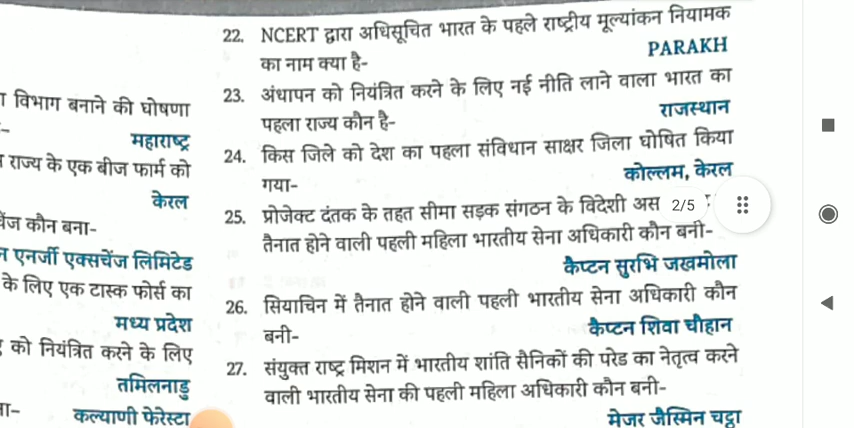 विभाग बनाने की घोषणा
महाराष्ट्र
राज्य के एक बीज फार्म को
केरल
कौन बना-
एनर्जी एक्सचेंज लिमिटेड
के लिए एक टास्क फोर्स का
मध्य प्रदेश
को नियंत्रित करने के लिए
तमिलनाडु
कल्याणी फेरेस्टा
22. NCERT द्वारा अधिसूचित भारत के पहले राष्ट्रीय मूल्यांकन नियामक
का नाम क्या है-
PARAKH
23. अंधापन को नियंत्रित करने के लिए नई नीति लाने वाला भारत का
पहला राज्य कौन है-
राजस्थान
24. किस जिले को देश का पहला संविधान साक्षर जिला घोषित किया
गया-
कोल्लम, केरल
25. प्रोजेक्ट दंतक के तहत सीमा सड़क संगठन के विदेशी अस
2/5
तैनात होने वाली पहली महिला भारतीय सेना अधिकारी कौन बनी-
कैप्टन सुरभि जखमोला
26. सियाचिन में तैनात होने वाली पहली भारतीय सेना अधिकारी कौन
बनी-
कैप्टन शिवा चौहान
27. संयुक्त राष्ट्र मिशन में भारतीय शांति सैनिकों की परेड का नेतृत्व करने
वाली भारतीय सेना की पहली महिला अधिकारी कौन बनी-
मेजर जैस्मिन चट्ठा